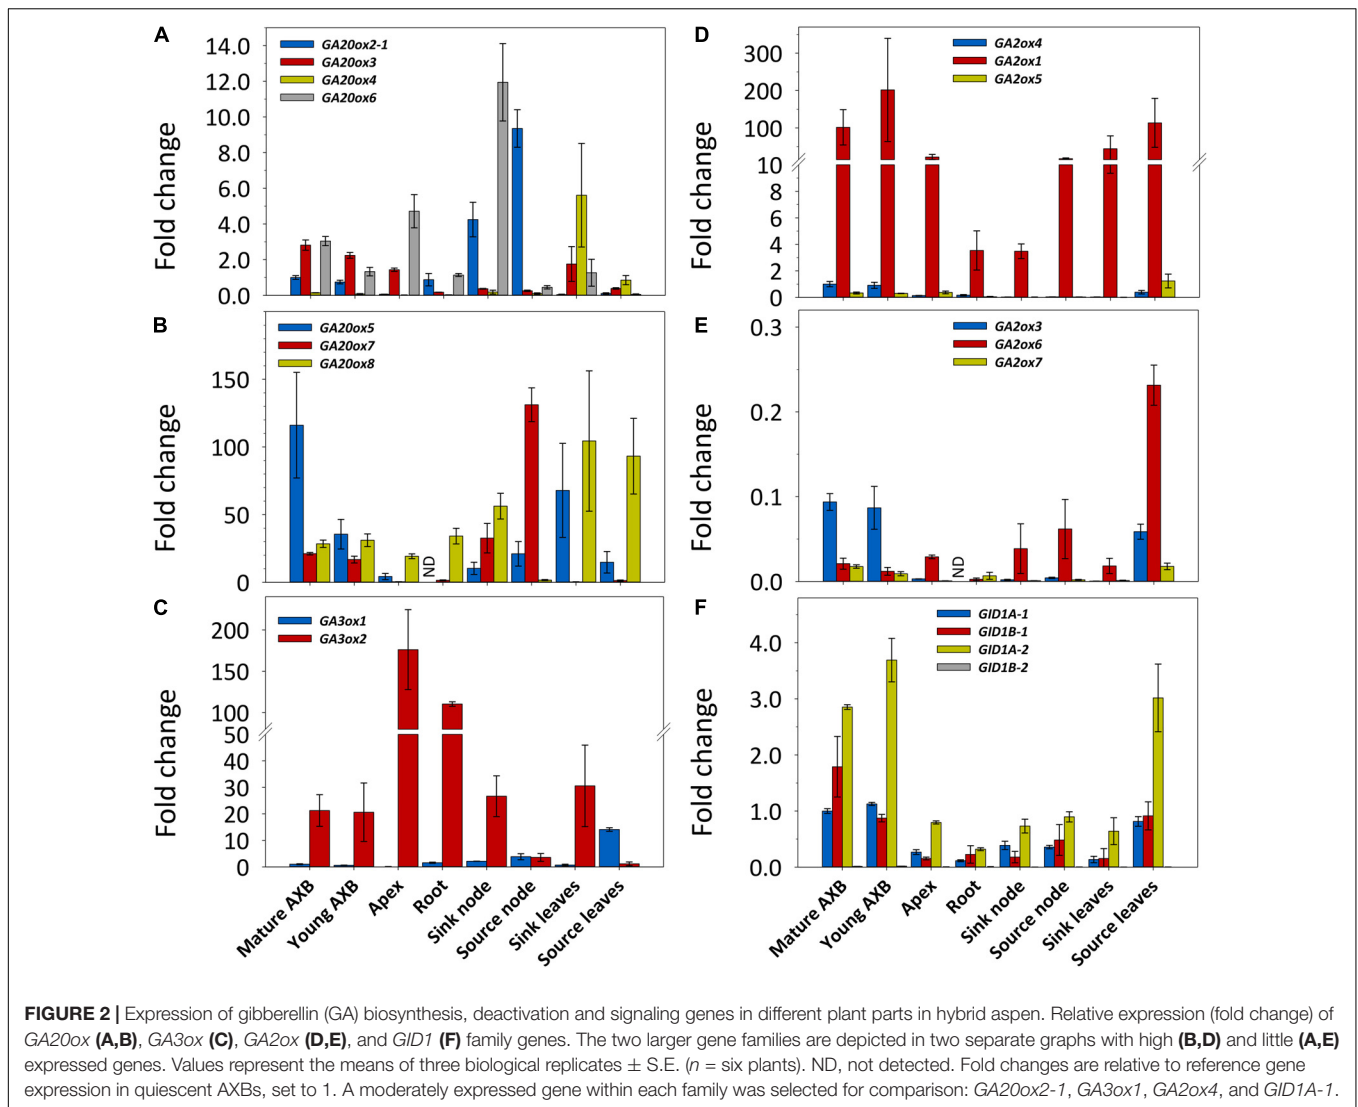 A
14.0
12.0
10.0
8.0
6.0
4.0
2.0
0.0
Fold change
GA20ox2-1
GA20ox3
GA20ox4
GA20ox6
B
150
100
50
0
Fold change
GA20ox5
GA20ox7
GA20ox8
ND
C
200
150
100
50
40
30
20
10
0
Fold change
GA3ox1
GA3ox2
Mature AXB
Young AXB
Apex
Root
Sink node
Source node
Sink leaves
Source leaves
D
300
200
100
10
8
6
4
2
0
Fold change
GA2ox4
GA2ox1
GA2ox5
E
0.3
0.2
0.1
0.0
Fold change
GA2ox3
GA2ox6
GA2ox7
ND
F
4.0
3.0
2.0
1.0
0.0
Fold change
GID1A-1
GID1B-1
GID1A-2
GID1B-2
Mature AXB
Young AXB
Apex
Root
Sink node
Source node
Sink leaves
Source leaves
FIGURE 2 | Expression of gibberellin (GA) biosynthesis, deactivation and signaling genes in different plant parts in hybrid aspen. Relative expression (fold change) of
GA20ox (A,B), GA3ox (C), GA2ox (D,E), and GID1 (F) family genes. The two larger gene families are depicted in two separate graphs with high (B,D) and little (A,E)
expressed genes. Values represent the means of three biological replicates ± S.E. (n = six plants). ND, not detected. Fold changes are relative to reference gene
expression in quiescent AXBs, set to 1. A moderately expressed gene within each family was selected for comparison: GA20ox2-1, GA3ox1, GA2ox4, and GID1A-1.